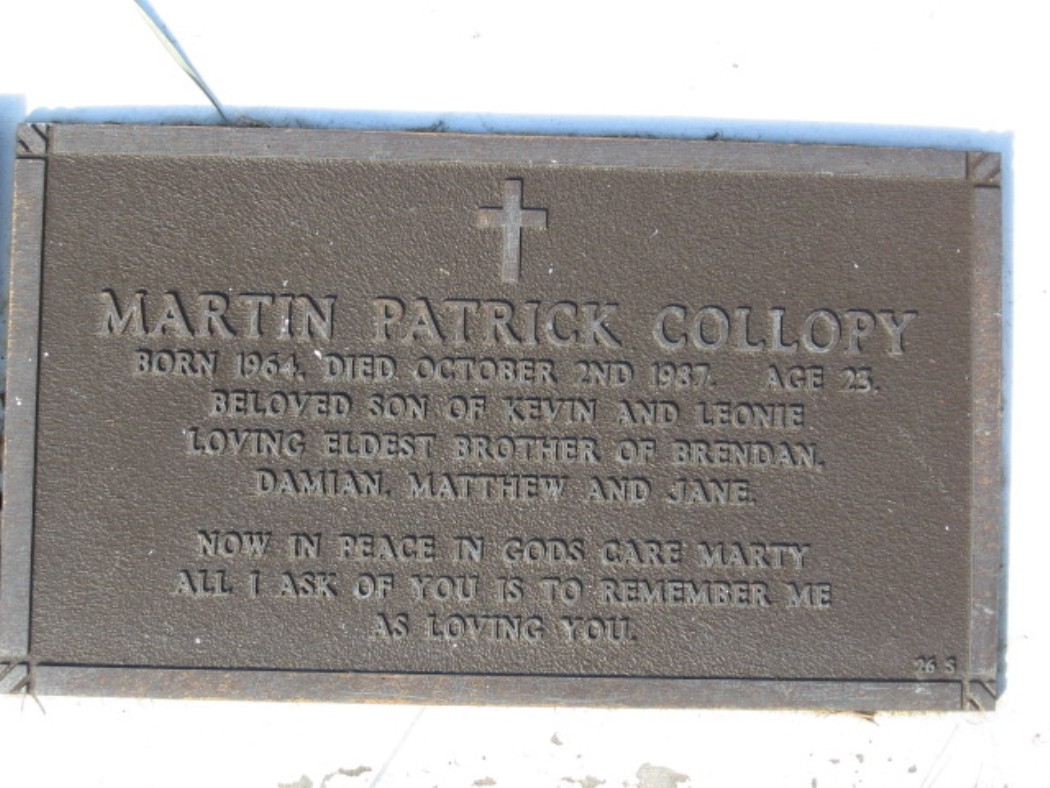 MARTIN PATRICK COLLOPY
BORN 1964. DIED OCTOBER 2ND 1987. AGE 23.
BELOVED SON OF KEVIN AND LEONIE.
LOVING ELDEST BROTHER OF BRENDAN,
DAMIAN, MATTHEW AND JANE.
NOW IN PEACE IN GODS CARE MARTY
ALL I ASK OF YOU IS TO REMEMBER ME
AS LOVING YOU.
26 S